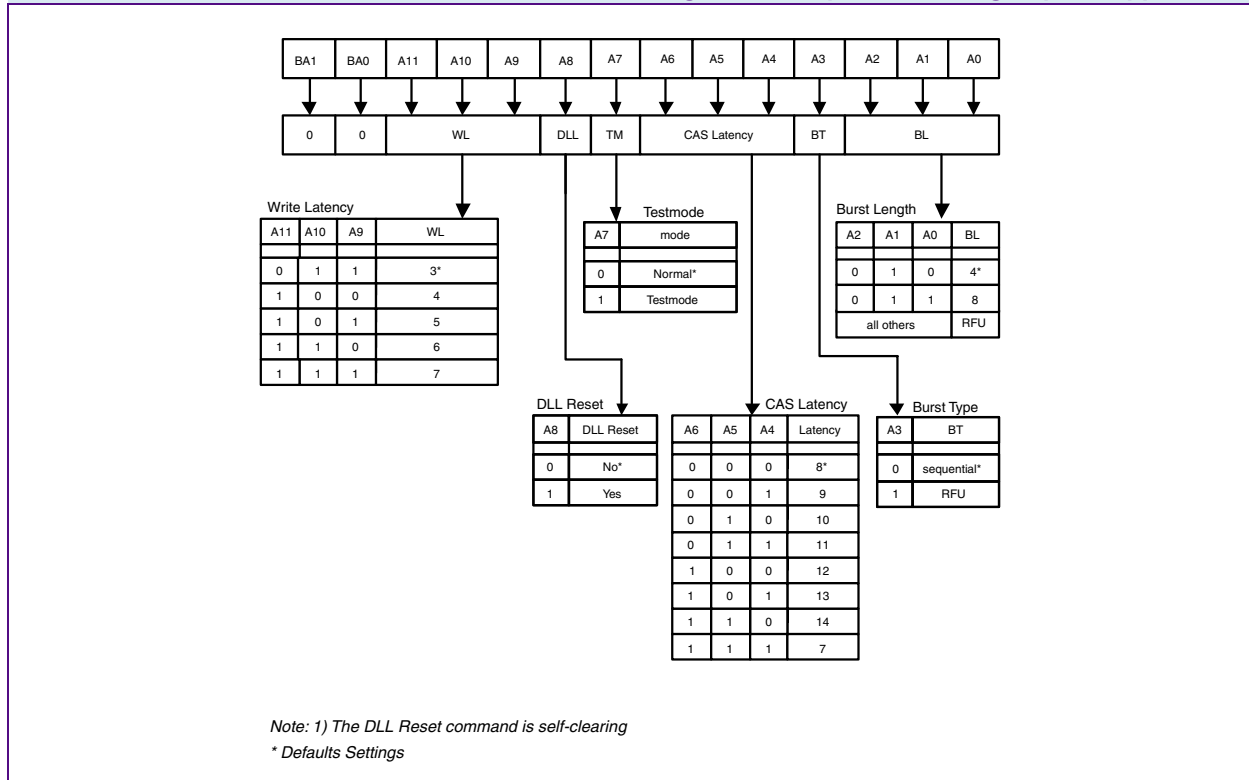 BA1 BA0 A11 A10 A9 A8 A7 A6 A5 A4 A3 A2 A1 A0
0 0 WL DLL TM CAS Latency BT BL
Write Latency
A11 A10 A9 WL
0 1 1 3*
1 0 0 4
1 0 1 5
1 1 0 6
1 1 1 7
Testmode
A7 mode
0 Normal*
1 Testmode
Burst Length
A2 A1 A0 BL
0 1 0 4*
0 1 1 8
all others RFU
DLL Reset
A8 DLL Reset
0 No*
1 Yes
CAS Latency
A6 A5 A4 Latency
0 0 0 8*
0 0 1 9
0 1 0 10
0 1 1 11
1 0 0 12
1 0 1 13
1 1 0 14
1 1 1 7
Burst Type
A3 BT
0 sequential*
1 RFU
Note: 1) The DLL Reset command is self-clearing
* Defaults Settings